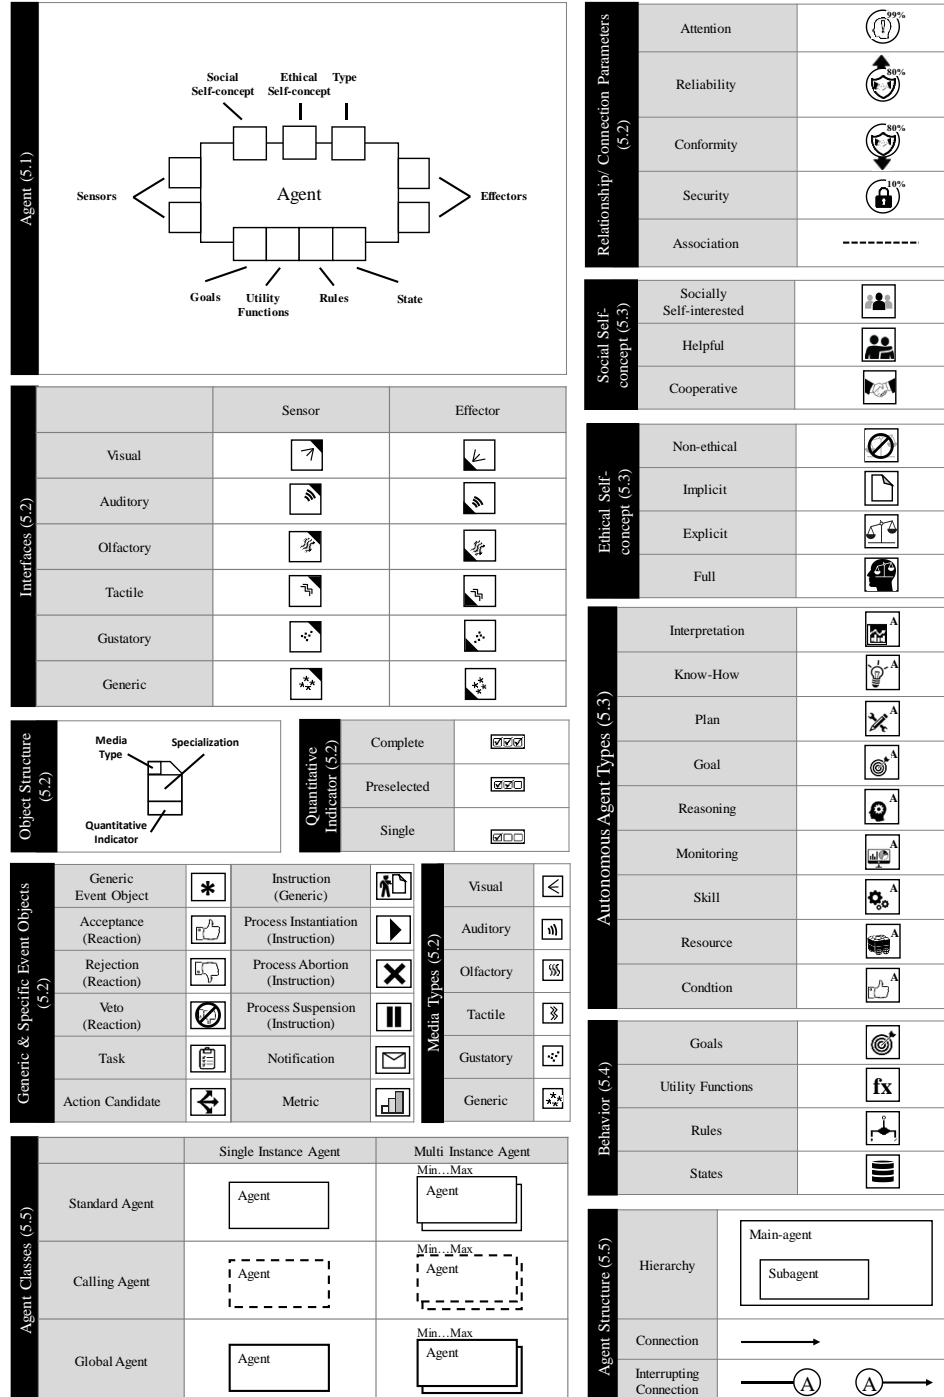 Agent (5.1)
Social
Self-concept
Ethical
Self-concept
Type
Sensors
Agent
Effectors
Goals
Utility
Functions
Rules
State
Interfaces (5.2)
Sensor
Effector
Visual
Auditory
Olfactory
Tactile
Gustatory
Generic
Object Structure
(5.2)
Media
Type
Specialization
Quantitative
Indicator
Quantitative
Indicator (5.2)
Complete
Preselected
Single
Generic & Specific Event Objects
(5.2)
Generic
Event Object
*
Instruction
(Generic)
Acceptance
(Reaction)
Process Instantiation
(Instruction)
Rejection
(Reaction)
Process Abortion
(Instruction)
Veto
(Reaction)
Process Suspension
(Instruction)
Task
Notification
Action Candidate
Metric
Media Types (5.2)
Visual
Auditory
Olfactory
Tactile
Gustatory
Generic
Agent Classes (5.5)
Single Instance Agent
Multi Instance Agent
Standard Agent
Agent
Min…Max
Agent
Calling Agent
Agent
Min…Max
Agent
Global Agent
Agent
Min…Max
Agent
Relationship/ Connection Parameters
(5.2)
Attention
99%
Reliability
80%
Conformity
80%
Security
10%
Association
Social Self-
concept (5.3)
Socially
Self-interested
Helpful
Cooperative
Ethical Self-
concept (5.3)
Non-ethical
Implicit
Explicit
Full
Autonomous Agent Types (5.3)
Interpretation
A
Know-How
A
Plan
A
Goal
A
Reasoning
A
Monitoring
A
Skill
A
Resource
A
Condtion
A
Behavior (5.4)
Goals
Utility Functions
fx
Rules
States
Agent Structure (5.5)
Hierarchy
Main-agent
Subagent
Connection
Interrupting
Connection
A
A